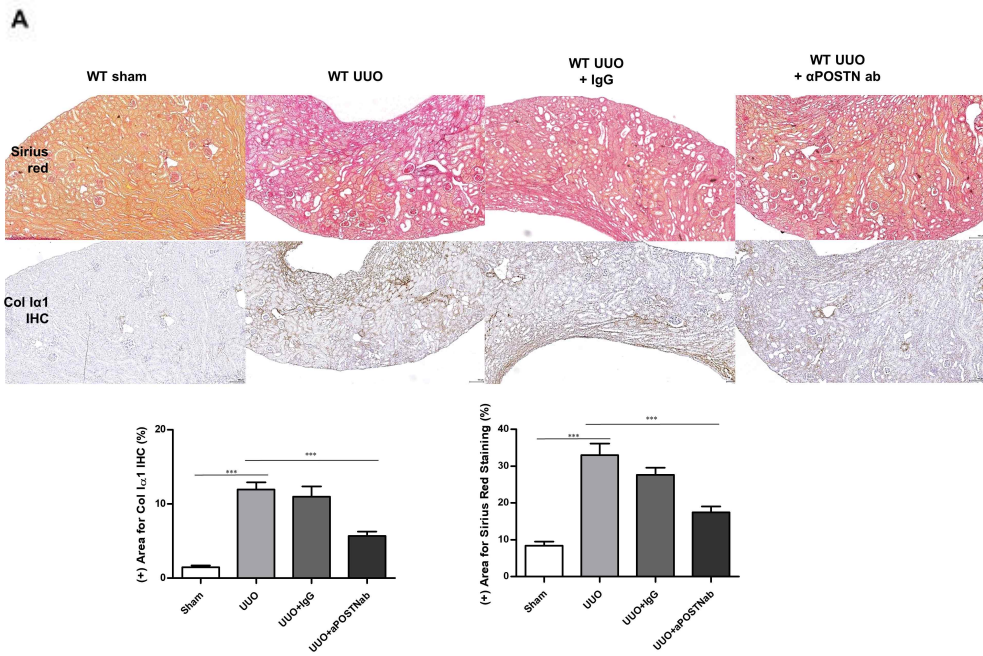 A
WT sham
WT UUO
WT UUO
+ IgG
WT UUO
+ αPOSTN ab
Sirius
red
Col Iα1
IHC
(+) Area for Col Iα1 IHC (%)
20
10
0
***
***
Sham
UUO
UUO+IgG
UUO+aPOSTNab
(+) Area for Sirius Red Staining (%)
40
30
20
10
0
***
***
Sham
UUO
UUO+IgG
UUO+aPOSTNab